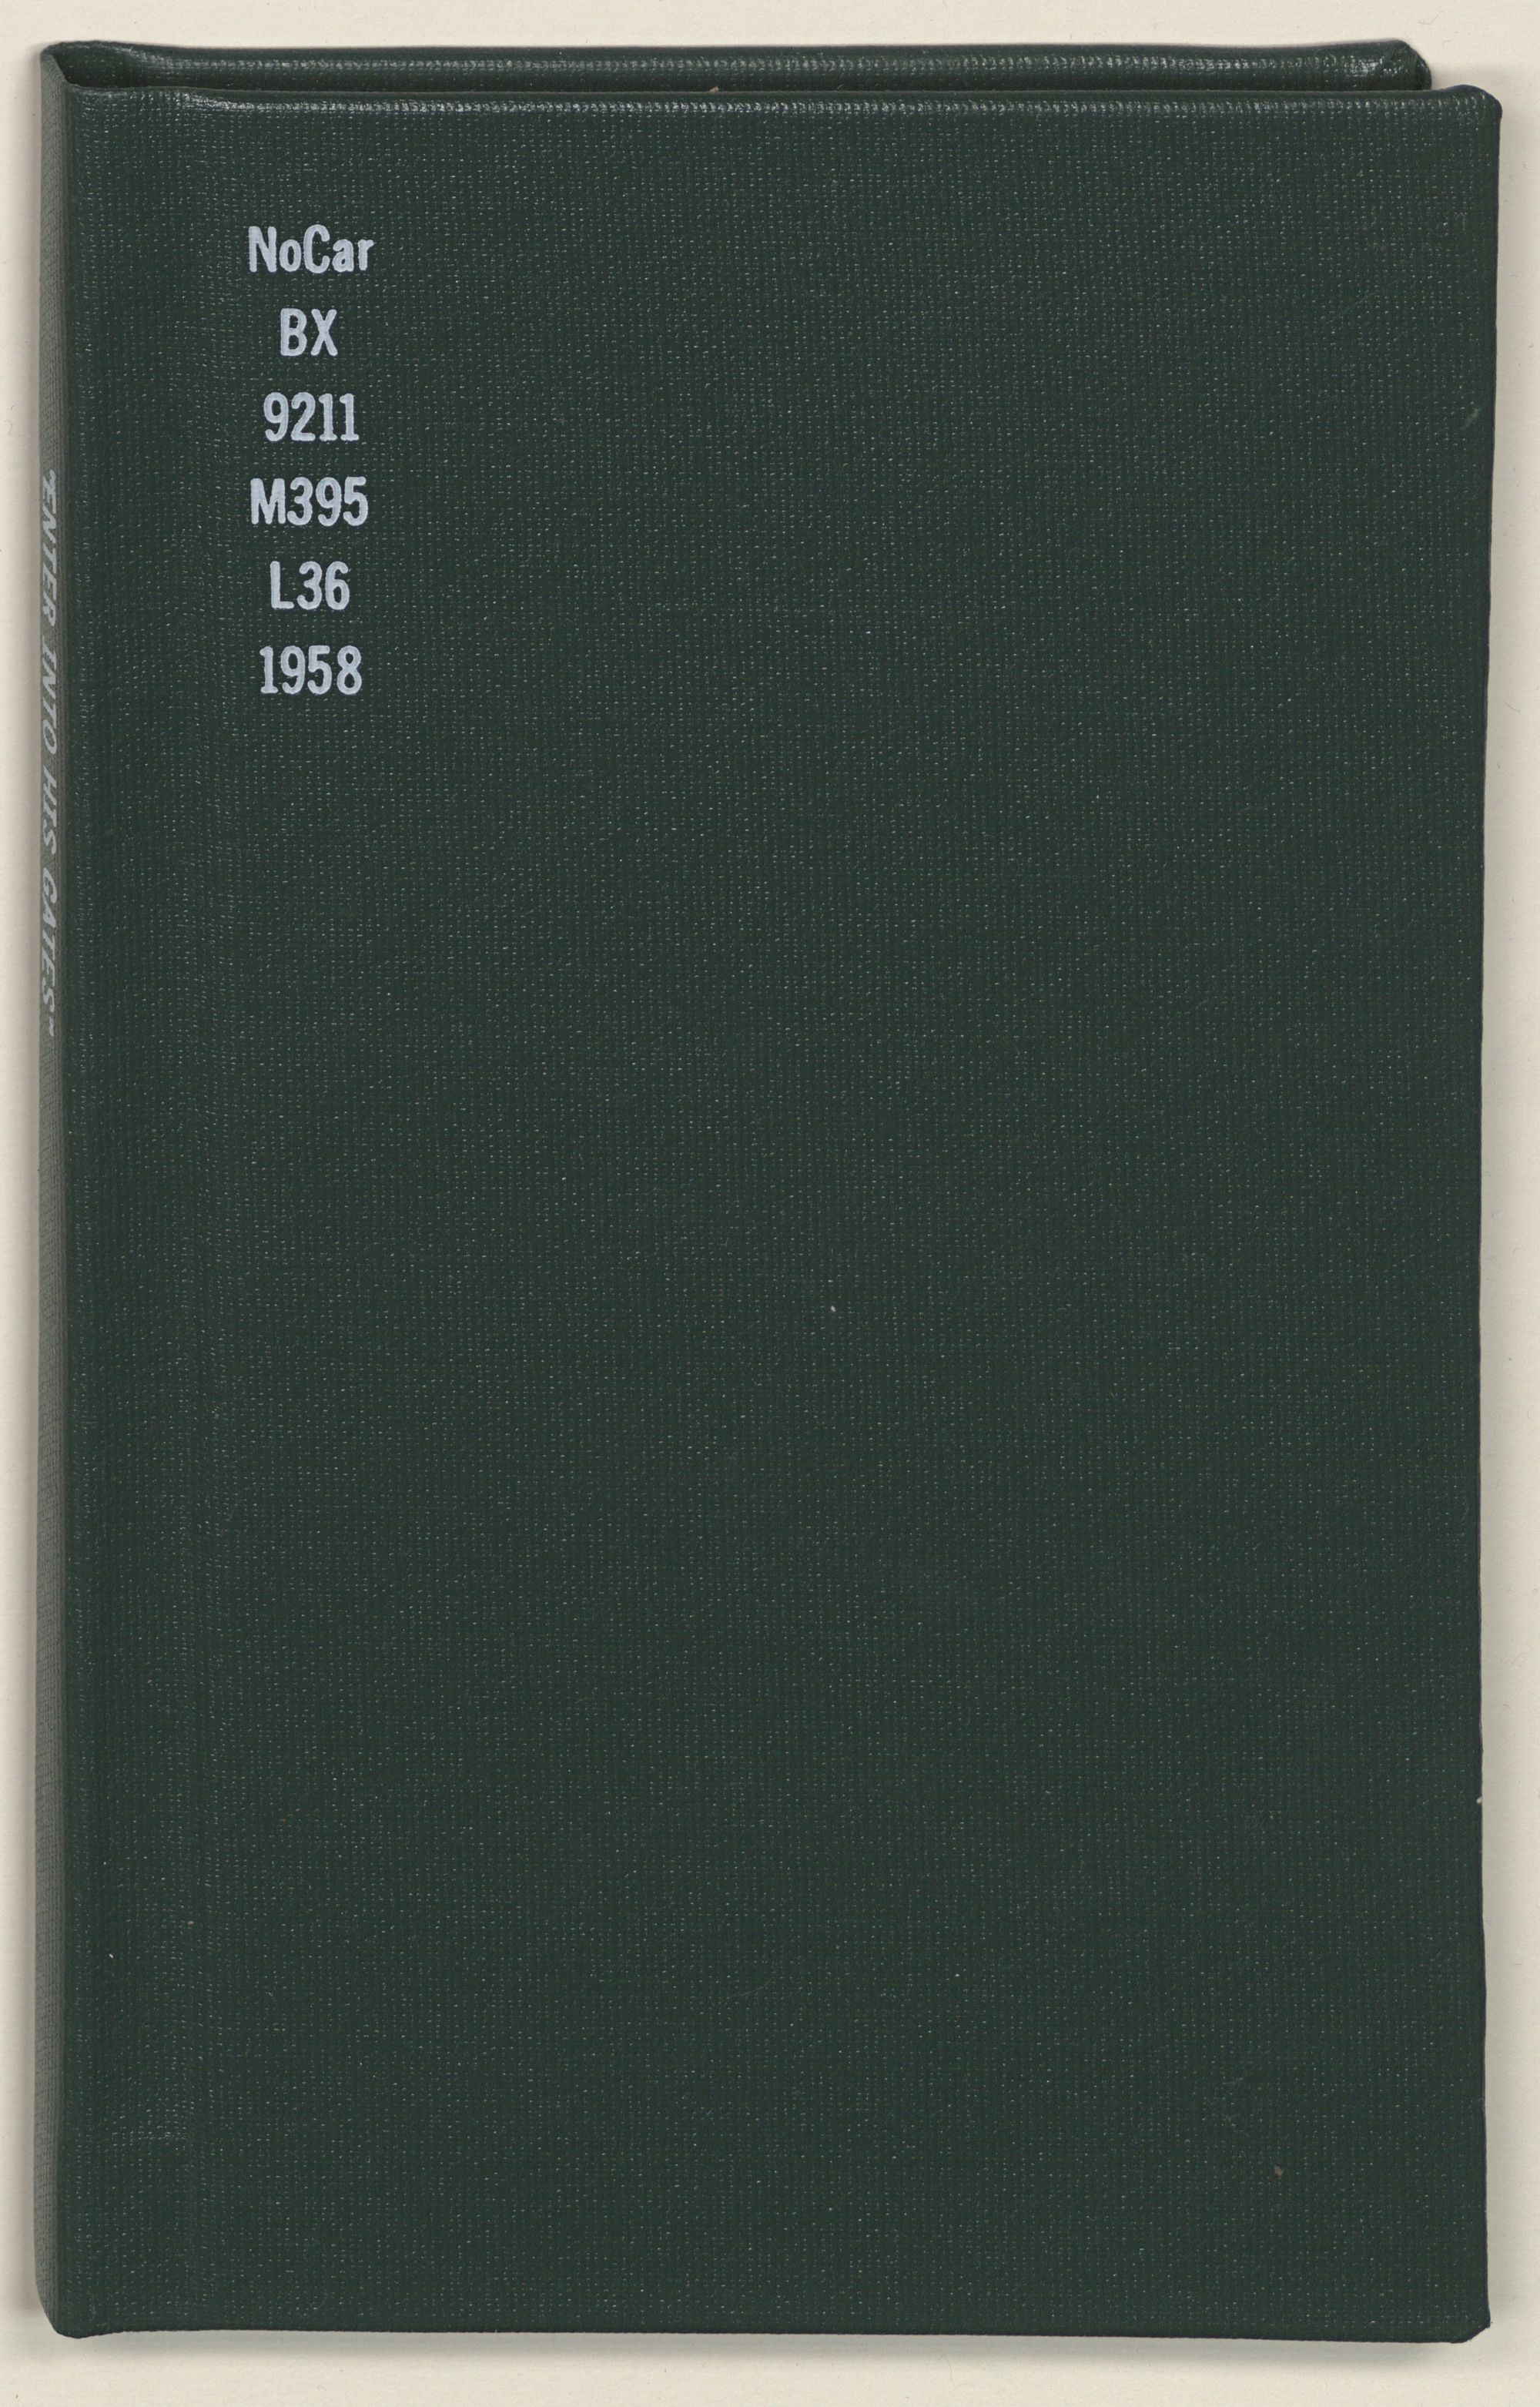 NoCar
BX
9211
M395
L36
1958
"ENTER INTO HIS GATES"